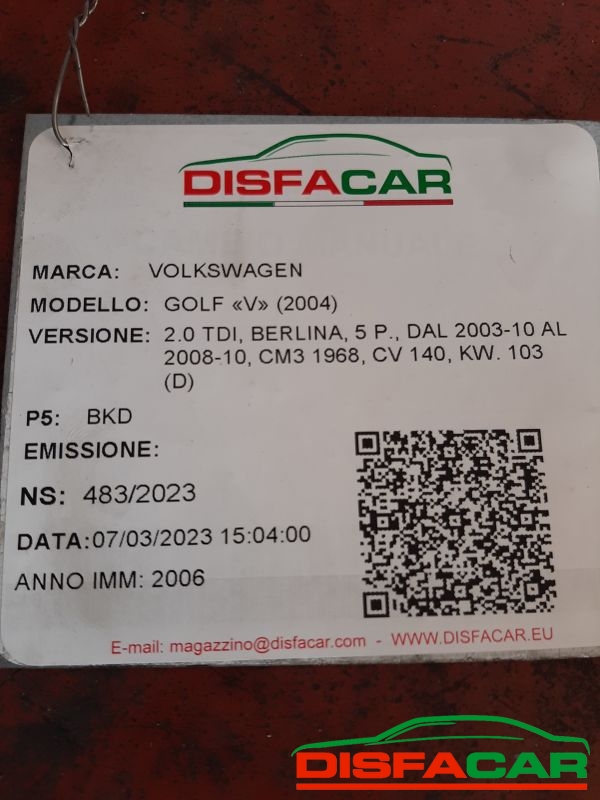 DISFACAR
MARCA: VOLKSWAGEN
MODELLO: GOLF «V» (2004)
VERSIONE: 2.0 TDI, BERLINA, 5 P., DAL 2003-10 AL
2008-10, CM3 1968, CV 140, KW. 103
(D)
P5: BKD
EMISSIONE:
NS: 483/2023
DATA:07/03/2023 15:04:00
ANNO IMM: 2006
E-mail: magazzino@disfacar.com - WWW.DISFACAR.EU
DISFACAR